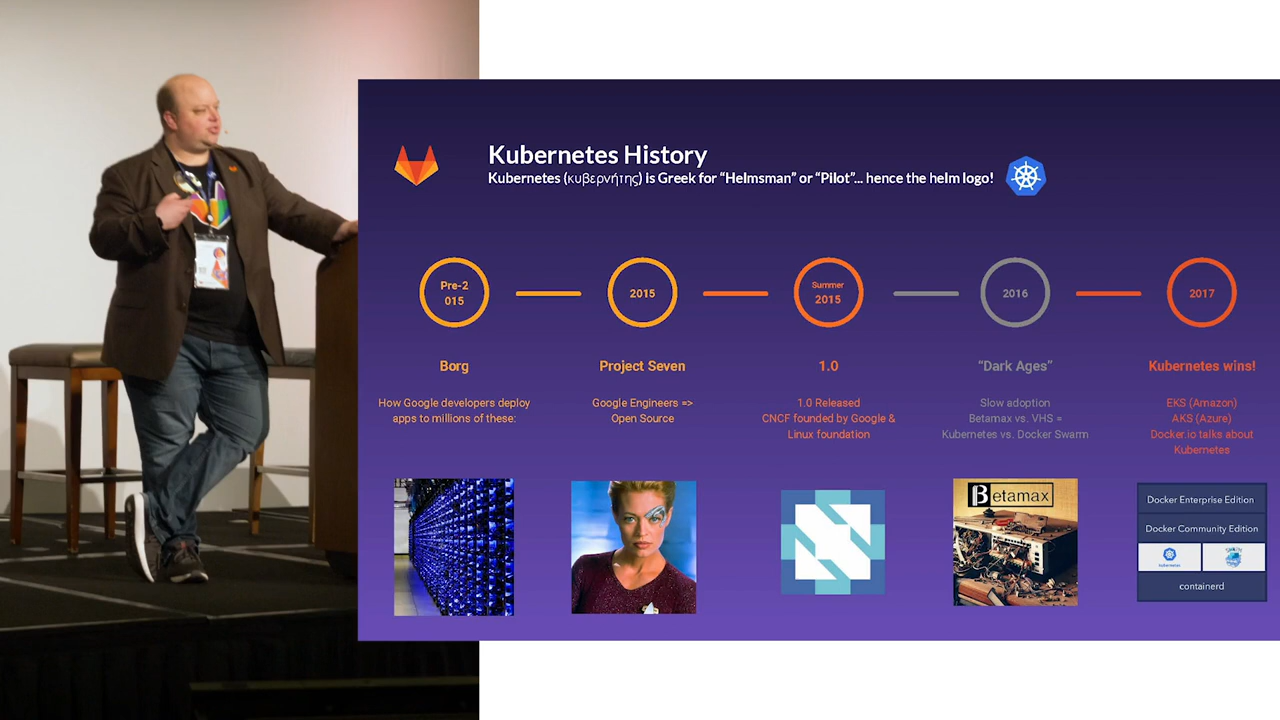 Kubernetes History
Kubernetes (κυβερνήτης) is Greek for “Helmsman” or “Pilot”... hence the helm logo!
Pre-2
015
2015
Summer
2015
2016
2017
Borg
Project Seven
1.0
“Dark Ages”
Kubernetes wins!
How Google developers deploy
apps to millions of these:
Google Engineers =>
Open Source
1.0 Released
CNCF founded by Google &
Linux foundation
Slow adoption
Betamax vs. VHS =
Kubernetes vs. Docker Swarm
EKS (Amazon)
AKS (Azure)
Docker.io talks about
Kubernetes
Betamax
Docker Enterprise Edition
Docker Community Edition
kubernetes
containerd